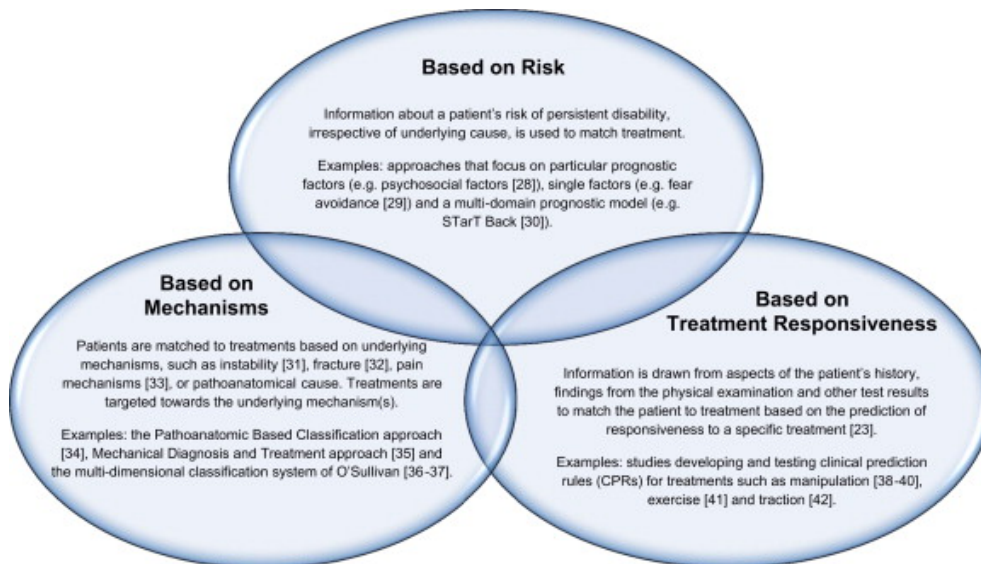 Based on Risk
Information about a patient's risk of persistent disability,
irrespective of underlying cause, is used to match treatment.
Examples: approaches that focus on particular prognostic
factors (e.g. psychosocial factors [28]), single factors (e.g. fear
avoidance [29]) and a multi-domain prognostic model (e.g.
STarT Back [30]).
Based on
Mechanisms
Patients are matched to treatments based on underlying
mechanisms, such as instability [31], fracture [32], pain
mechanisms [33], or pathoanatomical cause. Treatments are
targeted towards the underlying mechanism(s).
Examples: the Pathoanatomic Based Classification approach
[34], Mechanical Diagnosis and Treatment approach [35] and
the multi-dimensional classification system of O'Sullivan [36-37].
Based on
Treatment Responsiveness
Information is drawn from aspects of the patient's history,
findings from the physical examination and other test results
to match the patient to treatment based on the prediction of
responsiveness to a specific treatment [23].
Examples: studies developing and testing clinical prediction
rules (CPRs) for treatments such as manipulation [38-40],
exercise [41] and traction [42].